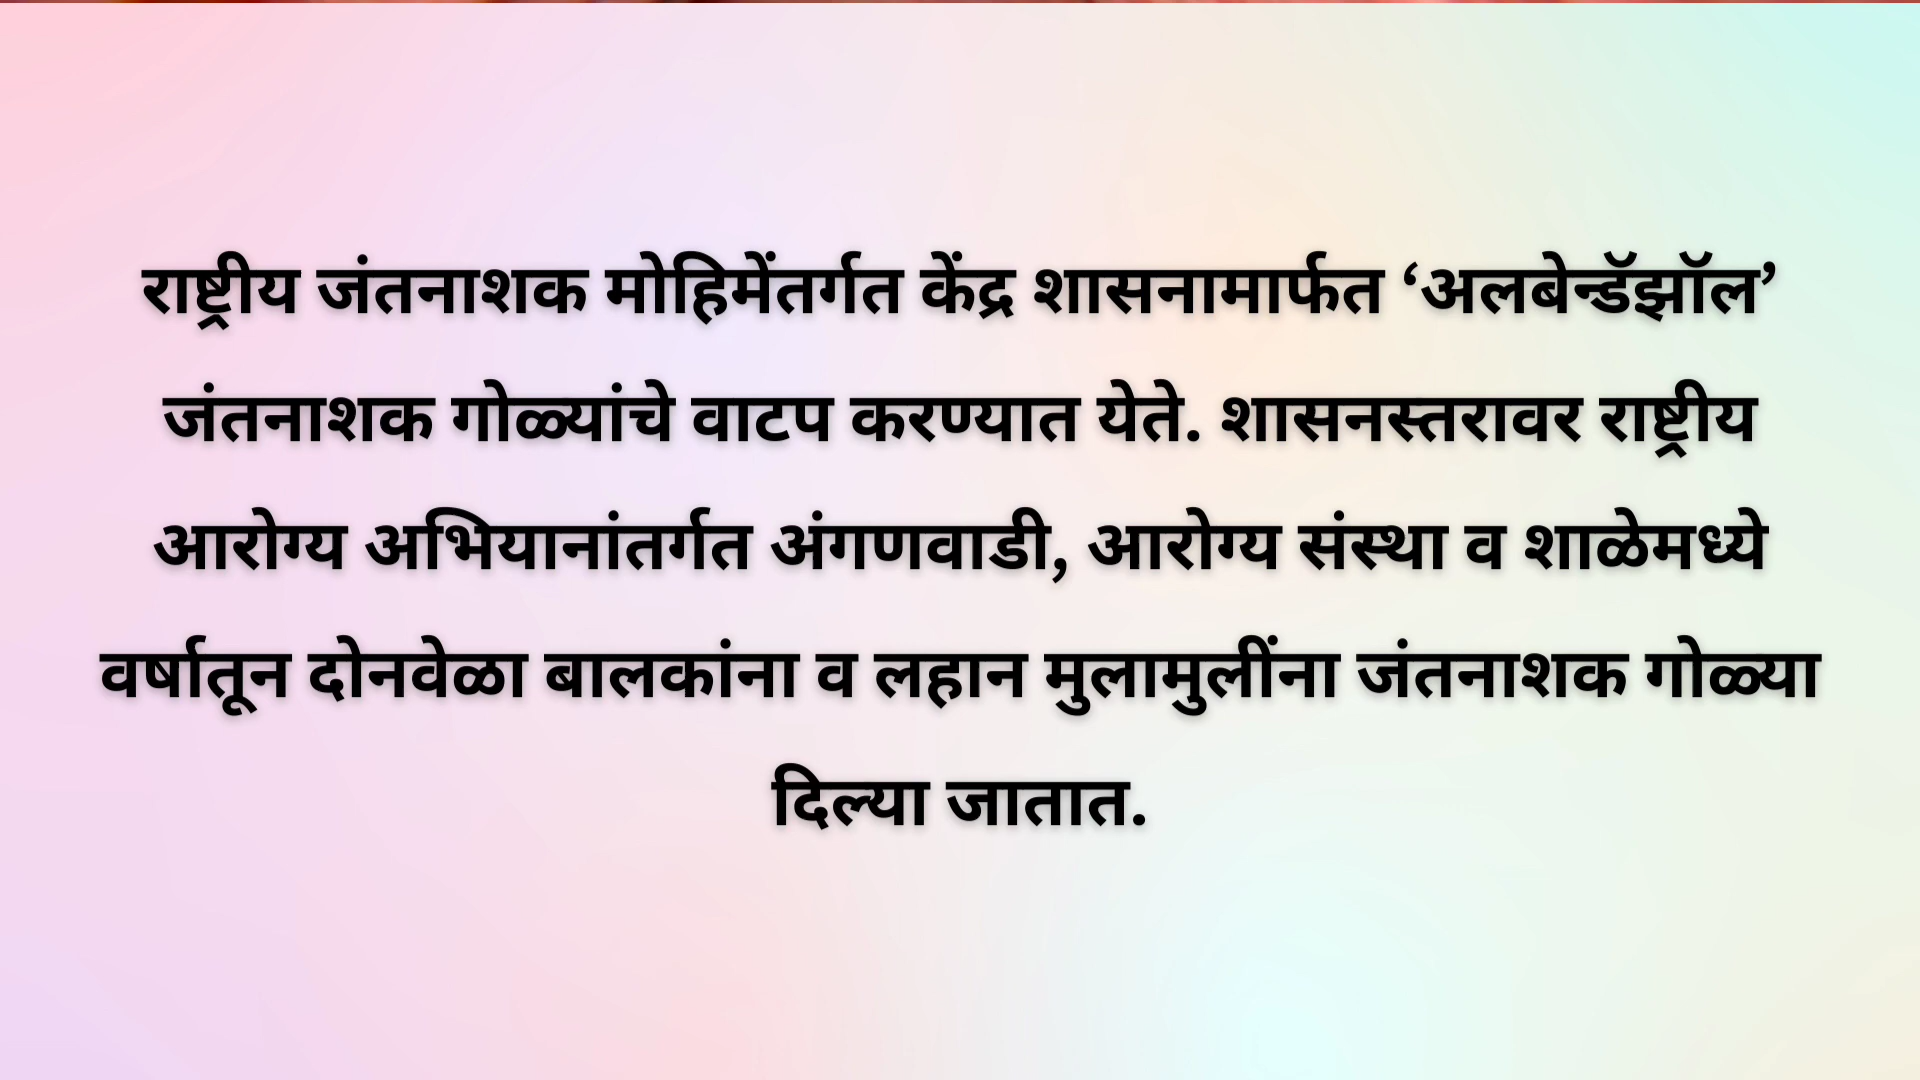 राष्ट्रीय जंतनाशक मोहिमेंतर्गत केंद्र शासनामार्फत ‘अलबेन्डॅझॉल’
जंतनाशक गोळ्यांचे वाटप करण्यात येते. शासनस्तरावर राष्ट्रीय
आरोग्य अभियानांतर्गत अंगणवाडी, आरोग्य संस्था व शाळेमध्ये
वर्षातून दोनवेळा बालकांना व लहान मुलामुलींना जंतनाशक गोळ्या
दिल्या जातात.